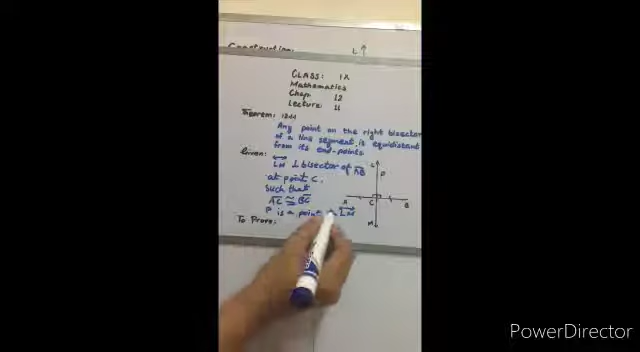 Construction: L
CLASS: IX
Mathematics
Chap 12
Lecture: 11
Theorem: 12.1.1
Any point on the right bisector
of a line segment is equidistant
from its end-points.
Given:
LM ⊥ bisector of AB
at point C.
Such that
AC ≅ BC
P is a point LM
To Prove:
L
P
A C B
M
PowerDirector